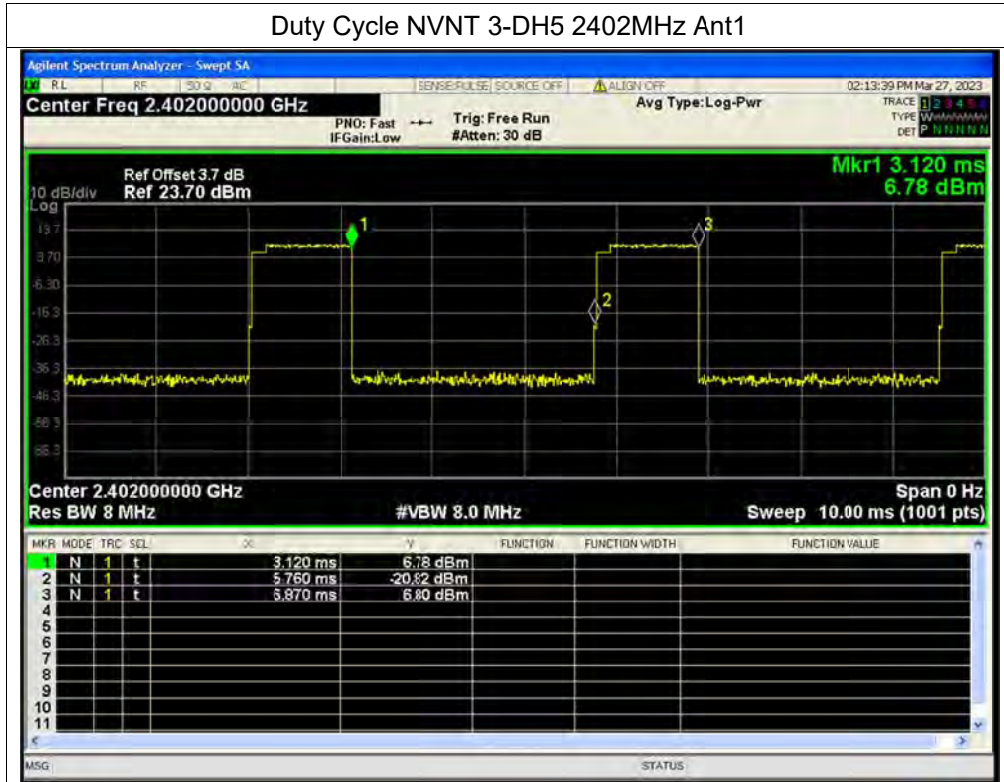 Duty Cycle NVNT 3-DH5 2402MHz Ant1
Agilent Spectrum Analyzer - Swept SA
RL RF 50 Ω AC SENSE:PULSE SOURCE OFF ALIGN OFF 02:13:39 PM Mar 27, 2023
Center Freq 2.402000000 GHz Avg Type:Log-Pwr TRACE 1 2 3 4 5 6
PNO: Fast Trig: Free Run TYPE W
IFGain:Low #Atten: 30 dB DET P N N N N N
Mkr1 3.120 ms
6.78 dBm
Ref Offset 3.7 dB
10 dB/div Ref 23.70 dBm
Log
13.7
3.70
-6.30
-16.3
-26.3
-36.3
-46.3
-56.3
-66.3
1
2
3
Center 2.402000000 GHz Span 0 Hz
Res BW 8 MHz #VBW 8.0 MHz Sweep 10.00 ms (1001 pts)
MKR MODE TRC SCL X Y FUNCTION FUNCTION WIDTH FUNCTION VALUE
1 N 1 t 3.120 ms 6.78 dBm
2 N 1 t 5.760 ms -20.82 dBm
3 N 1 t 6.870 ms 6.80 dBm
4
5
6
7
8
9
10
11
MSG STATUS